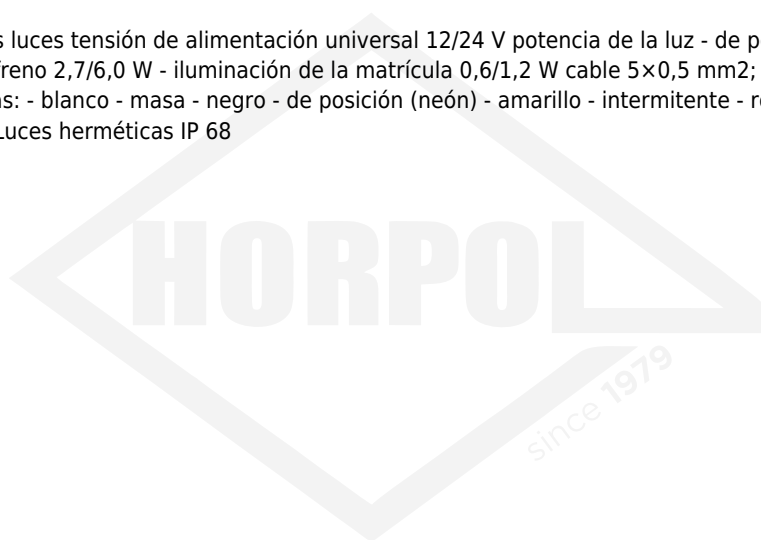 luces tensión de alimentación universal 12/24 V potencia de la luz - de
freno 2,7/6,0 W - iluminación de la matrícula 0,6/1,2 W cable 5×0,5 mm2;
- blanco - masa - negro - de posición (neón) - amarillo - intermitente -
Luces herméticas IP 68
HORPOL
since 1979